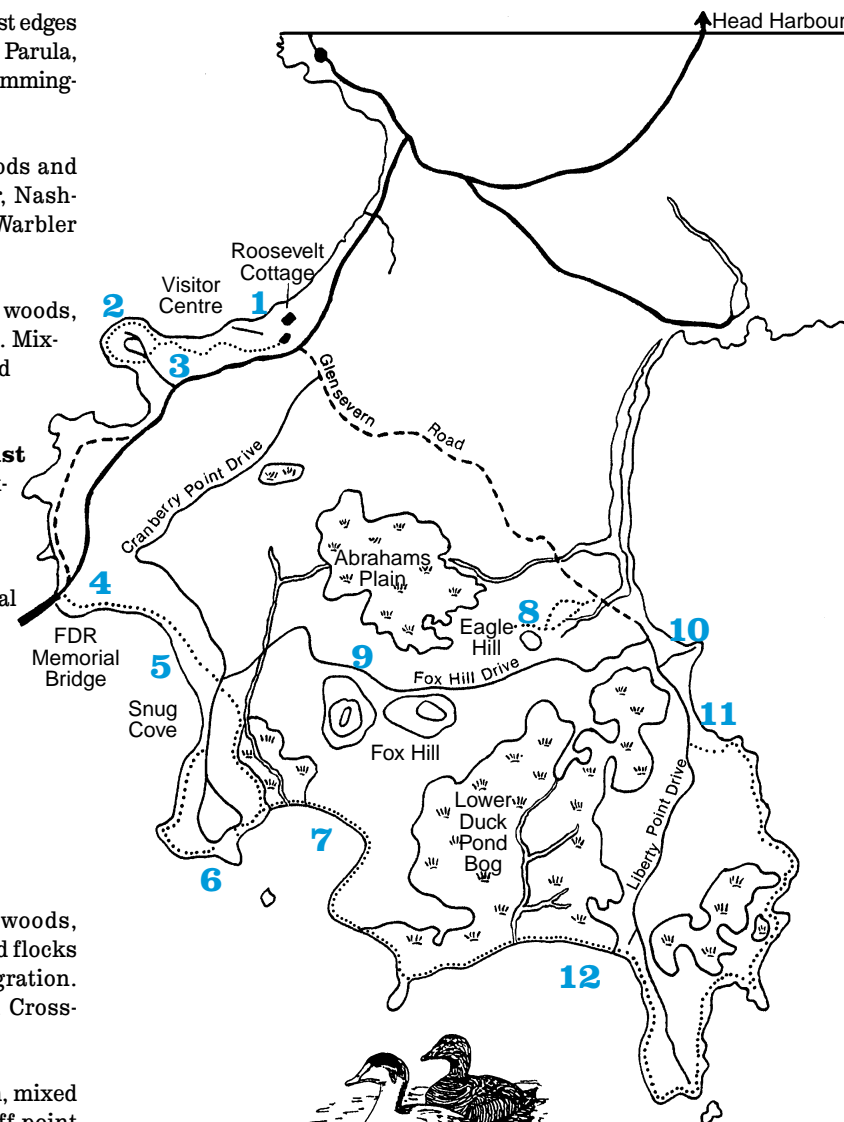 st edges
Parula,
mming-
ods and
, Nash-
Warbler
woods,
. Mix-
d
st
-
al
woods,
d flocks
gration.
Cross-
, mixed
ff point
Head Harbour
Roosevelt
Cottage
Visitor
Centre
1
2
3
Glensevern Road
Cranberry Point Drive
Abrahams
Plain
4
FDR
Memorial
Bridge
5
Snug
Cove
8
Eagle
Hill
9
Fox Hill Drive
10
11
Fox Hill
Lower
Duck
Pond
Bog
Liberty Point Drive
7
6
12